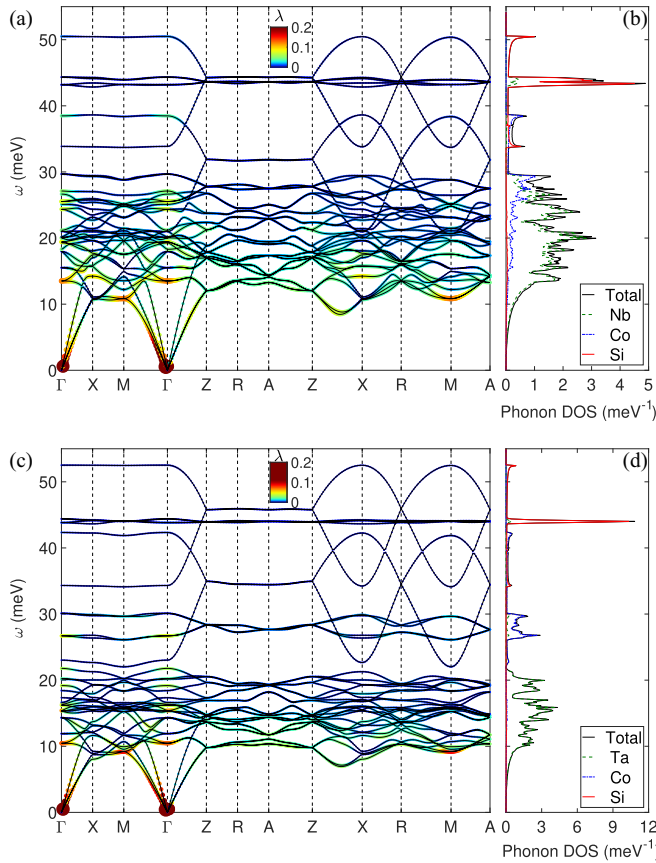 (a)
λ
0.2
0.1
0
50
40
30
20
10
0
ω (meV)
Γ X M Γ Z R A Z X R M A
(b)
Total
Nb
Co
Si
0 1 2 3 4 5
Phonon DOS (meV⁻¹)
(c)
λ
0.2
0.1
0
50
40
30
20
10
0
ω (meV)
Γ X M Γ Z R A Z X R M A
(d)
Total
Ta
Co
Si
0 3 6 9 12
Phonon DOS (meV⁻¹)